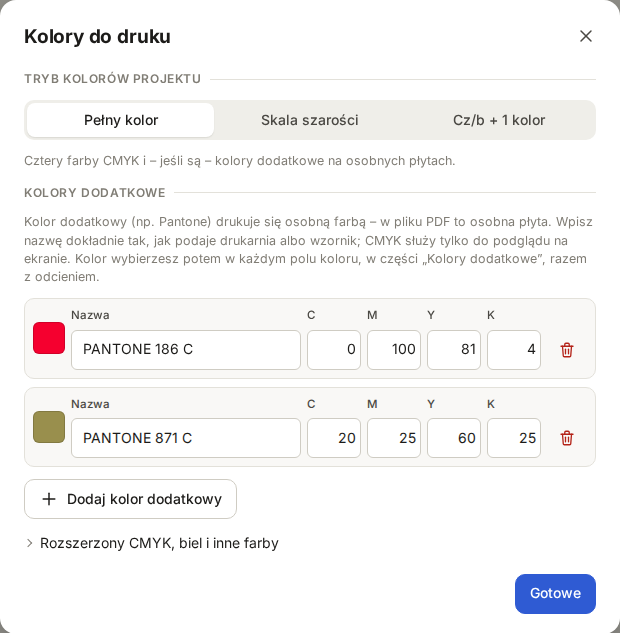 Kolory do druku
TRYB KOLORÓW PROJEKTU
Pełny kolor
Skala szarości
Cz/b + 1 kolor
Cztery farby CMYK i – jeśli są – kolory dodatkowe na osobnych płytach.
KOLORY DODATKOWE
Kolor dodatkowy (np. Pantone) drukuje się osobną farbą – w pliku PDF to osobna płyta. Wpisz
nazwę dokładnie tak, jak podaje drukarnia albo wzornik; CMYK służy tylko do podglądu na
ekranie. Kolor wybierzesz potem w każdym polu koloru, w części „Kolory dodatkowe”, razem
z odcieniem.
Nazwa C M Y K
PANTONE 186 C 0 100 81 4
Nazwa C M Y K
PANTONE 871 C 20 25 60 25
Dodaj kolor dodatkowy
Rozszerzony CMYK, biel i inne farby
Gotowe